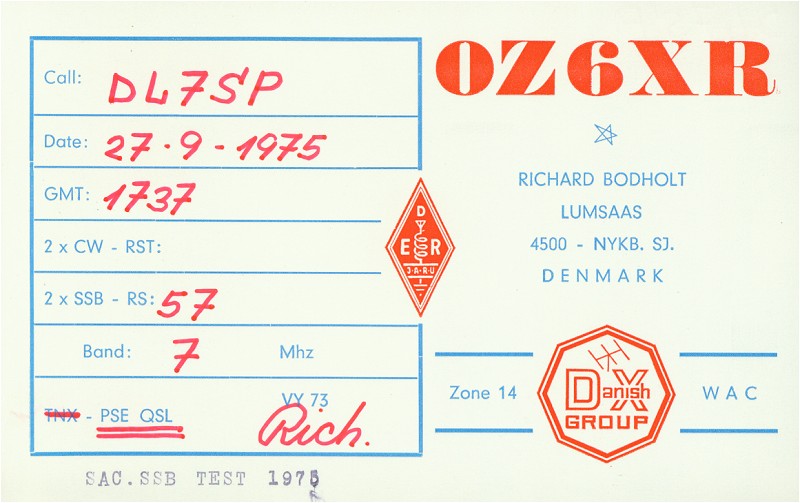 OZ6XR
Call: DL7SP
Date: 27-9-1975
GMT: 1737
2 x CW - RST:
2 x SSB - RS: 57
Band: 7 Mhz
TNX - PSE QSL
VY 73
Rich.
RICHARD BODHOLT
LUMSAAS
4500 - NYKB. SJ.
DENMARK
D
E R
J·A·R·U
Zone 14
Danish X
GROUP
WAC
SAC.SSB TEST 1975